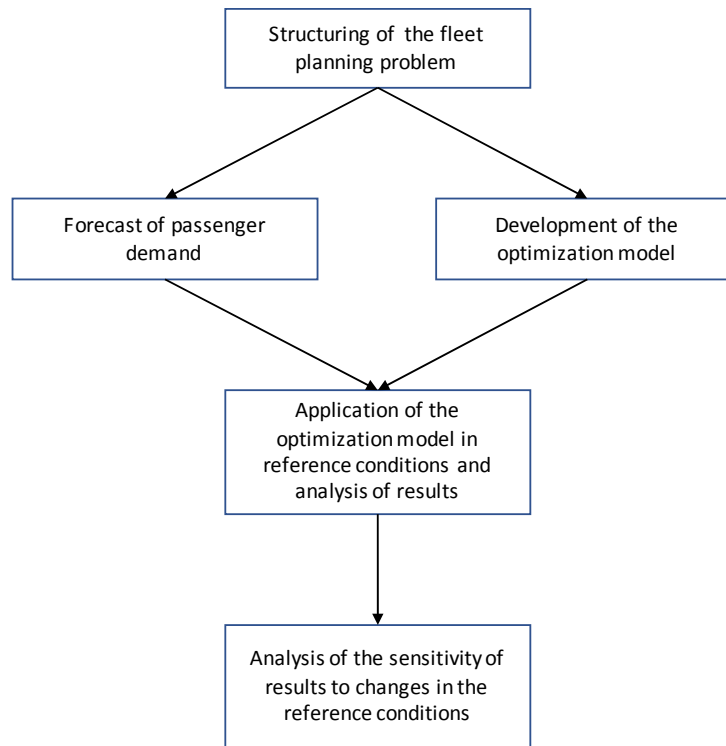 Structuring of the fleet
planning problem
Forecast of passenger
demand
Development of the
optimization model
Application of the
optimization model in
reference conditions and
analysis of results
Analysis of the sensitivity of
results to changes in the
reference conditions